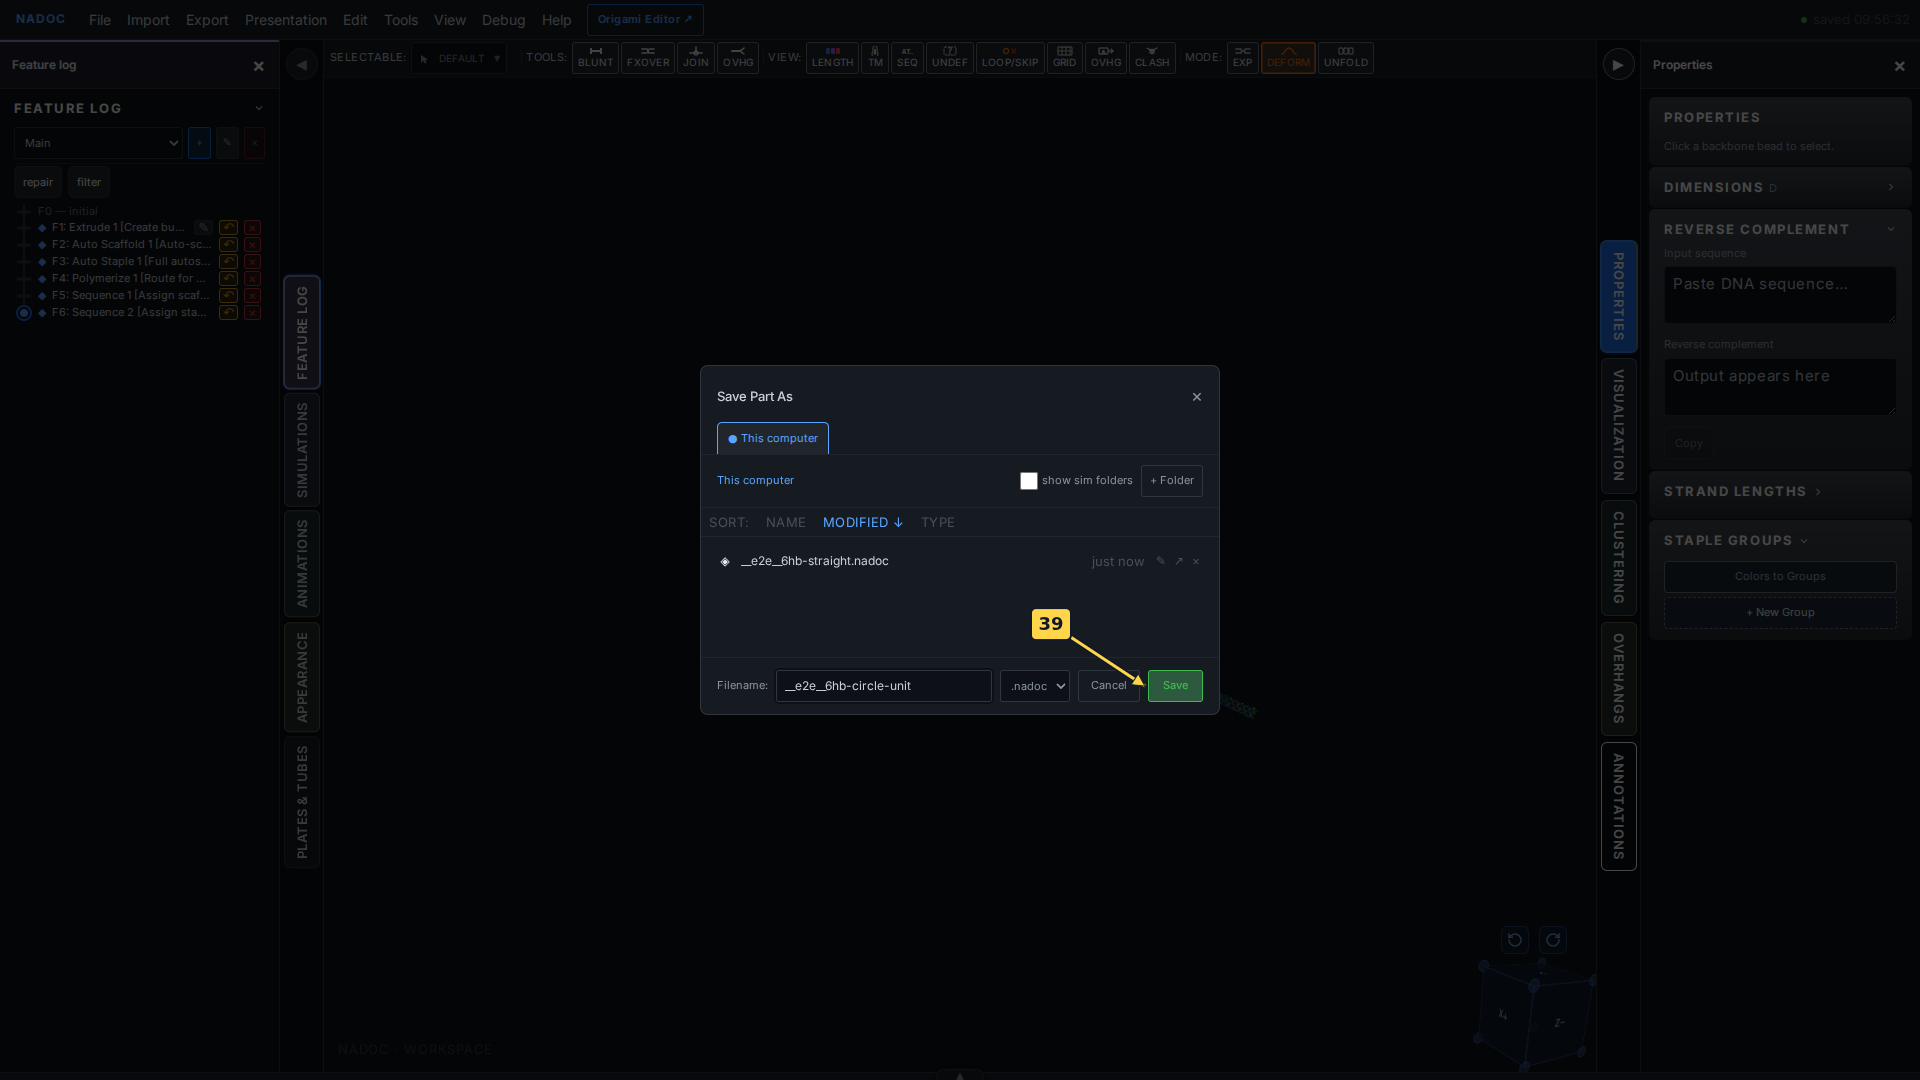 NADOC File Import Export Presentation Edit Tools View Debug Help Origami Editor ↗ saved 09:56:32
Feature log ×
SELECTABLE: DEFAULT ▾ TOOLS: BLUNT FXOVER JOIN OVHG VIEW: LENGTH TM SEQ UNDEF LOOP/SKIP GRID OVHG CLASH MODE: EXP DEFORM UNFOLD
Properties ×
FEATURE LOG
Main
repair filter
F0 — initial
F1: Extrude 1 [Create bu...
F2: Auto Scaffold 1 [Auto-sc...
F3: Auto Staple 1 [Full autos...
F4: Polymerize 1 [Route for ...
F5: Sequence 1 [Assign scaf...
F6: Sequence 2 [Assign sta...
FEATURE LOG
SIMULATIONS
ANIMATIONS
APPEARANCE
PLATES & TUBES
Save Part As ×
This computer
This computer show sim folders + Folder
SORT: NAME MODIFIED ↓ TYPE
__e2e__6hb-straight.nadoc just now ✎ ↗ ×
39
Filename: __e2e__6hb-circle-unit .nadoc Cancel Save
PROPERTIES
VISUALIZATION
CLUSTERING
OVERHANGS
ANNOTATIONS
PROPERTIES
Click a backbone bead to select.
DIMENSIONS D
REVERSE COMPLEMENT
Input sequence
Paste DNA sequence...
Reverse complement
Output appears here
Copy
STRAND LENGTHS
STAPLE GROUPS
Colors to Groups
+ New Group
Z-
NADOC · WORKSPACE